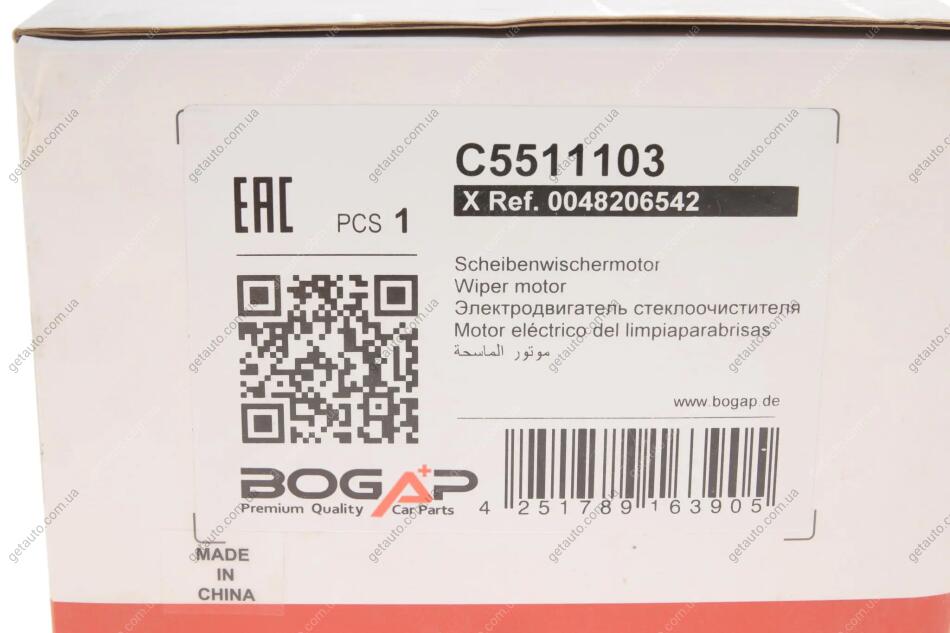 C5511103
X Ref. 0048206542
EAC
PCS 1
Scheibenwischermotor
Wiper motor
Электродвигатель стеклоочистителя
Motor eléctrico del limpiaparabrisas
موتور الماسحة
www.bogap.de
BOGAP
Premium Quality Car Parts
4 251789 163905
MADE
IN
CHINA
getauto.com.ua